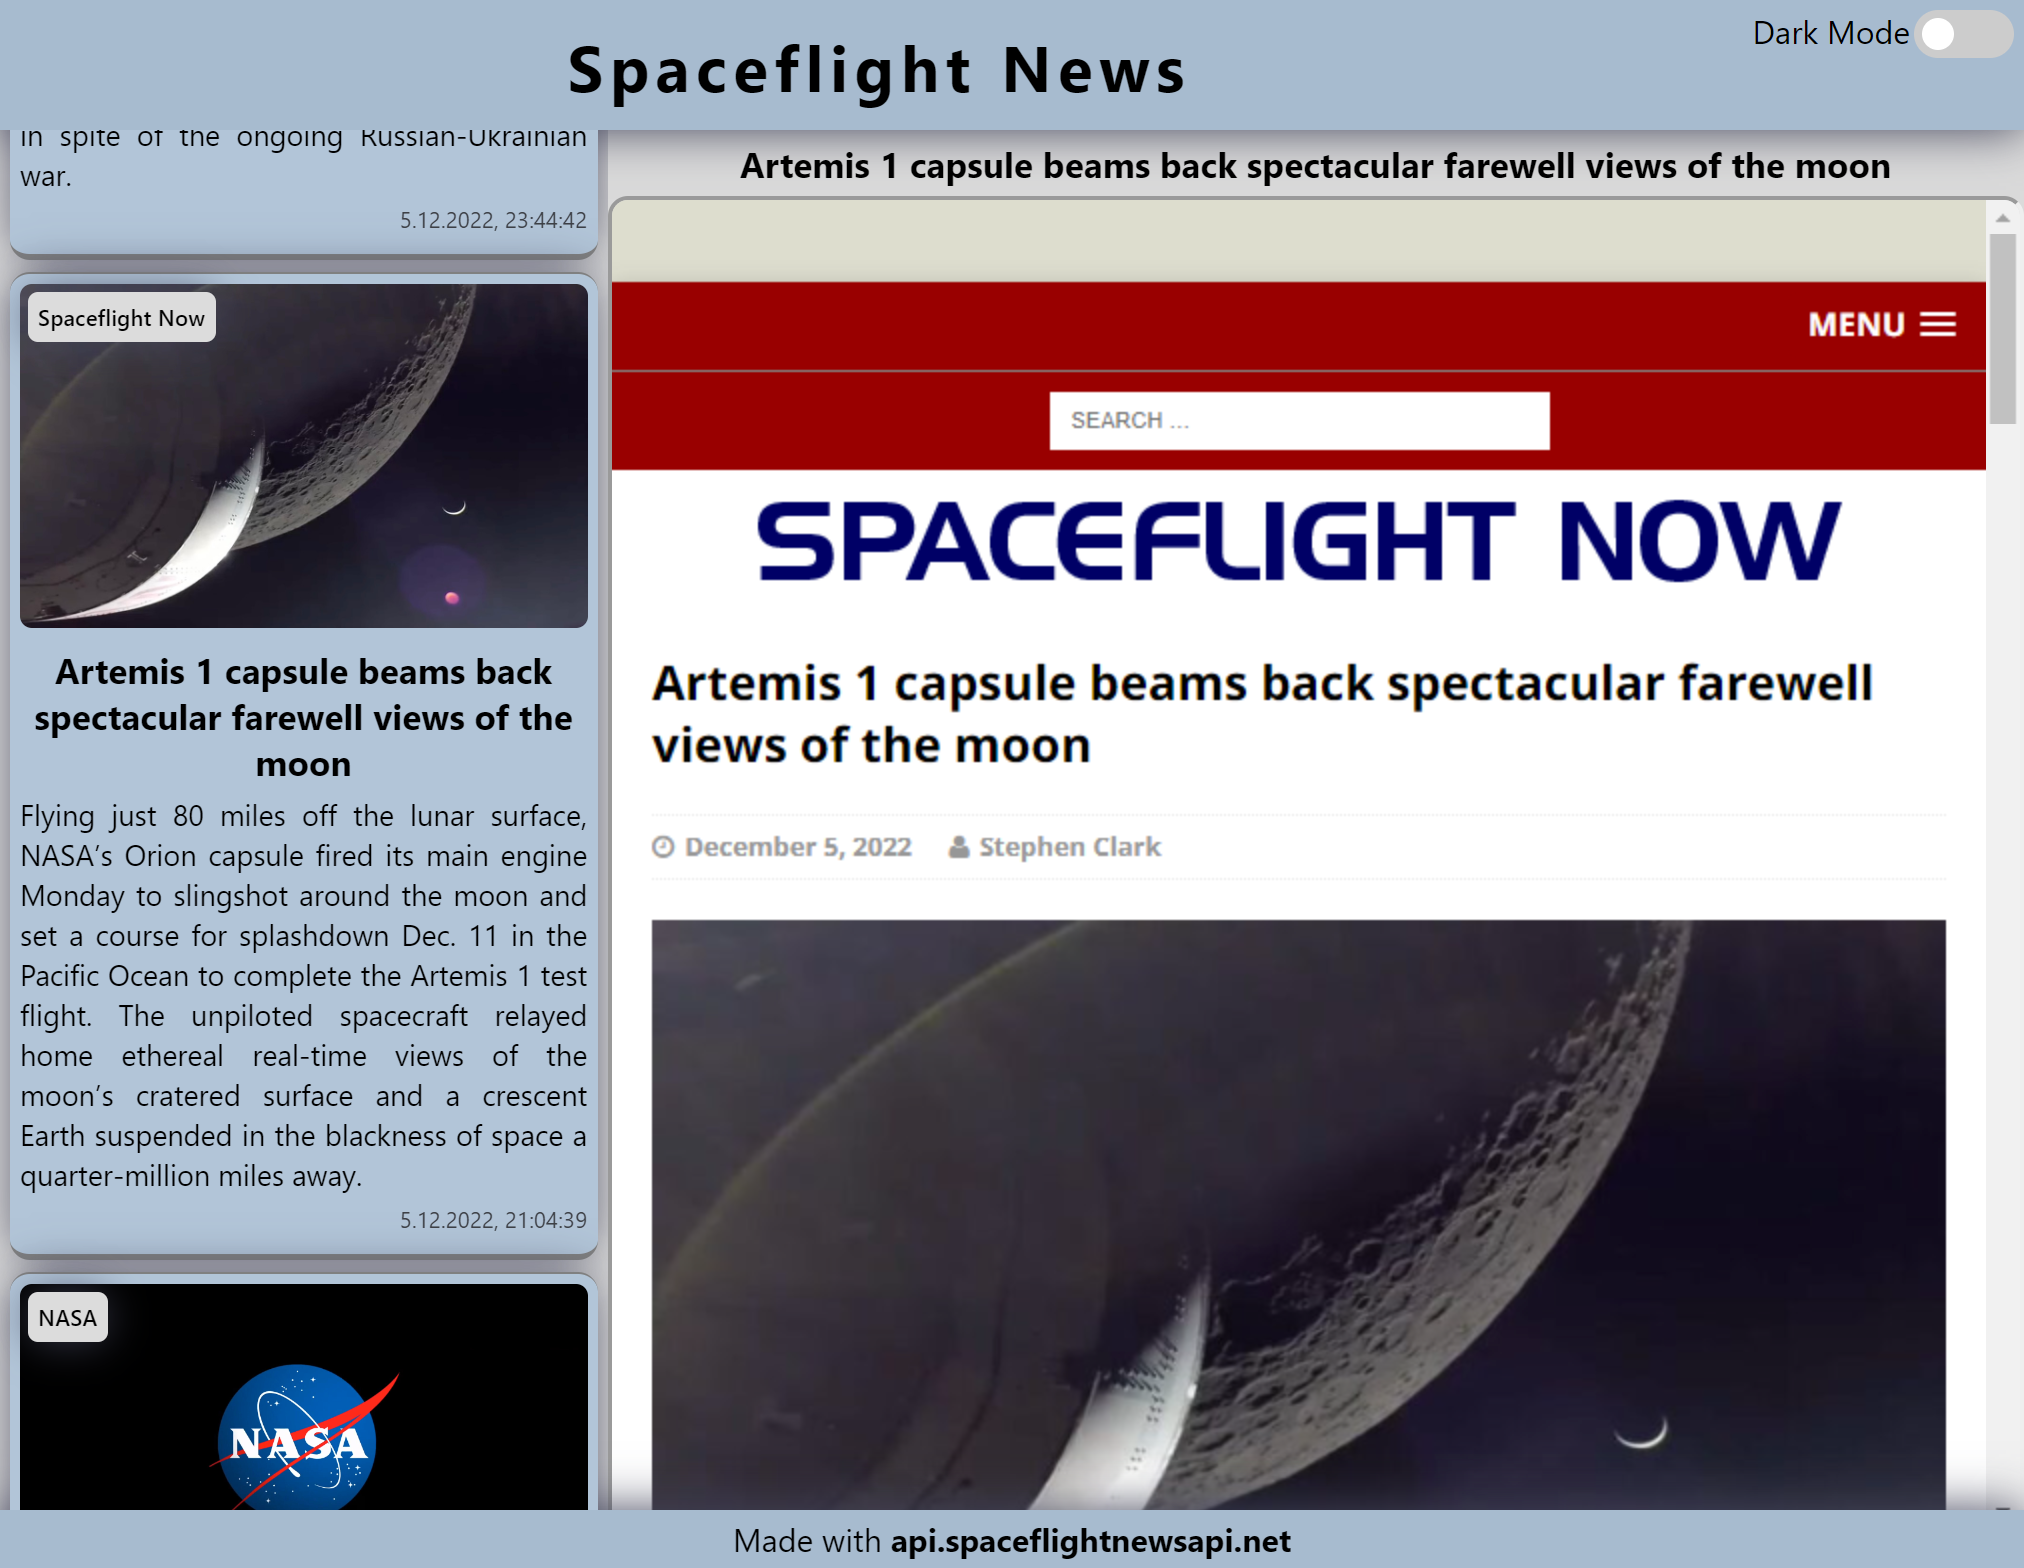 Spaceflight News
Dark Mode
in spite of the ongoing Russian-Ukrainian
war.
5.12.2022, 23:44:42
Spaceflight Now
Artemis 1 capsule beams back
spectacular farewell views of the
moon
Flying just 80 miles off the lunar surface,
NASA’s Orion capsule fired its main engine
Monday to slingshot around the moon and
set a course for splashdown Dec. 11 in the
Pacific Ocean to complete the Artemis 1 test
flight. The unpiloted spacecraft relayed
home ethereal real-time views of the
moon’s cratered surface and a crescent
Earth suspended in the blackness of space a
quarter-million miles away.
5.12.2022, 21:04:39
NASA
NASA
Artemis 1 capsule beams back spectacular farewell views of the moon
MENU
SEARCH ...
SPACEFLIGHT NOW
Artemis 1 capsule beams back spectacular farewell
views of the moon
December 5, 2022 Stephen Clark
Made with api.spaceflightnewsapi.net